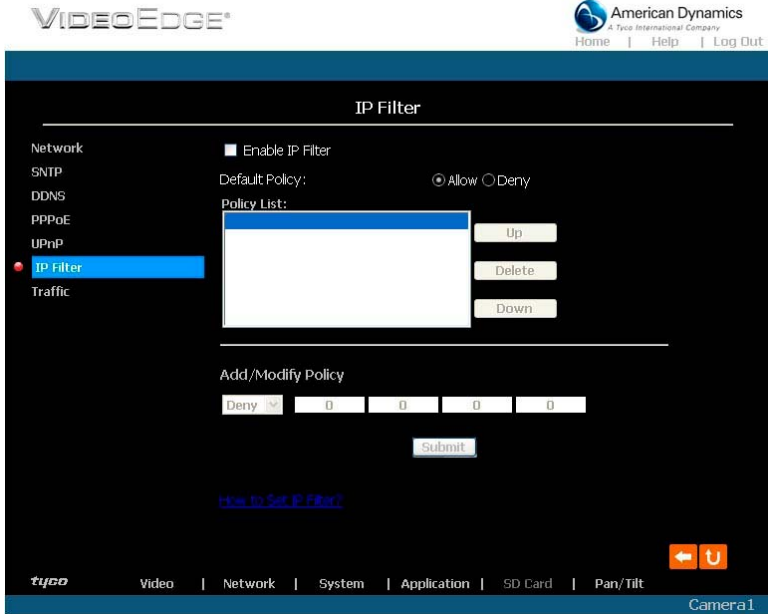 VIDEOEDGE®
American Dynamics
A Tyco International Company
Home | Help | Log Out
IP Filter
Network
SNTP
DDNS
PPPoE
UPnP
IP Filter
Traffic
Enable IP Filter
Default Policy: Allow Deny
Policy List:
Up
Delete
Down
Add/Modify Policy
Deny 0 0 0 0
Submit
How to Set IP Filter?
tyco Video | Network | System | Application | SD Card | Pan/Tilt
Camera1